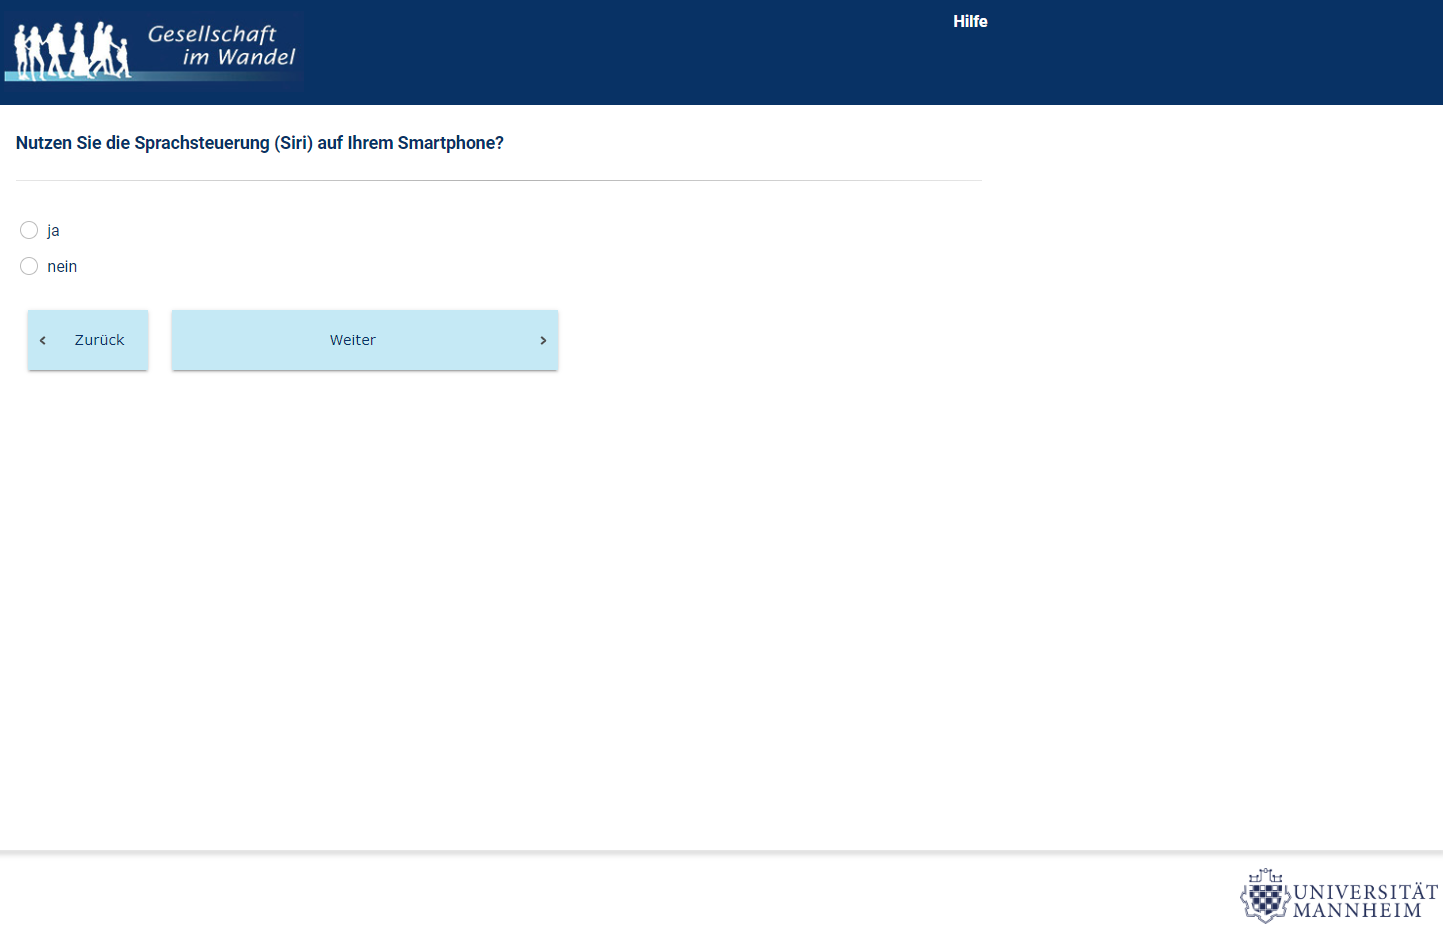 Gesellschaft
im Wandel
Hilfe
Nutzen Sie die Sprachsteuerung (Siri) auf Ihrem Smartphone?
ja
nein
‹ Zurück
Weiter ›
UNIVERSITÄT
MANNHEIM